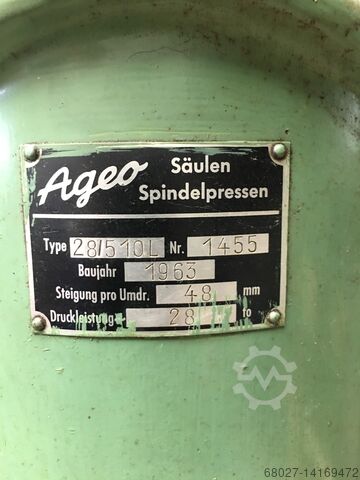 Ageo Säulen
Spindelpressen
Type 28/510L Nr. 1455
Baujahr 1963
Steigung pro Umdr. 48 mm
Druckleistung 28 to
68027-14169472